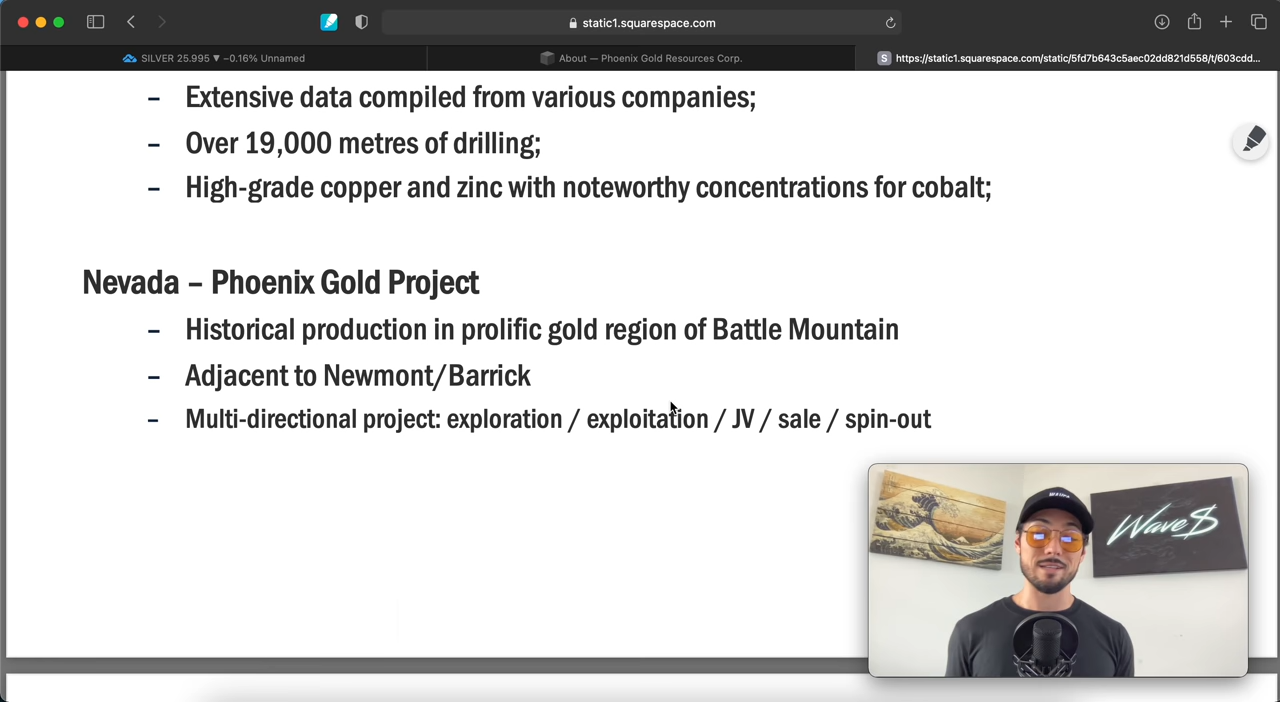 static1.squarespace.com
SILVER 25.995 ▼ −0.16% Unnamed
About — Phoenix Gold Resources Corp.
S
https://static1.squarespace.com/static/5fd7b643c5aec02dd821d558/t/603cdd...
– Extensive data compiled from various companies;
– Over 19,000 metres of drilling;
– High-grade copper and zinc with noteworthy concentrations for cobalt;
Nevada – Phoenix Gold Project
– Historical production in prolific gold region of Battle Mountain
– Adjacent to Newmont/Barrick
– Multi-directional project: exploration / exploitation / JV / sale / spin-out
Wave$